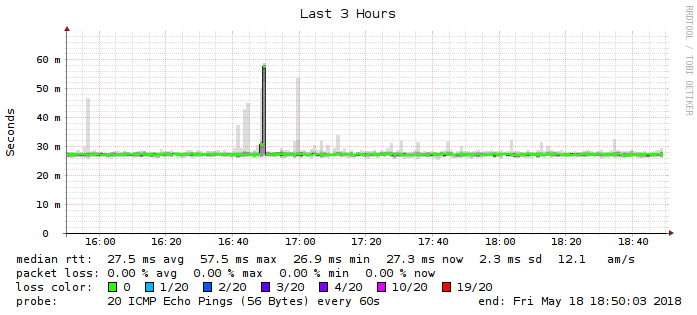 Last 3 Hours
RRDTOOL / TOBI OETIKER
Seconds
60 m
50 m
40 m
30 m
20 m
10 m
0
16:00 16:20 16:40 17:00 17:20 17:40 18:00 18:20 18:40
median rtt: 27.5 ms avg 57.5 ms max 26.9 ms min 27.3 ms now 2.3 ms sd 12.1 am/s
packet loss: 0.00 % avg 0.00 % max 0.00 % min 0.00 % now
loss color: 0 1/20 2/20 3/20 4/20 10/20 19/20
probe: 20 ICMP Echo Pings (56 Bytes) every 60s end: Fri May 18 18:50:03 2018